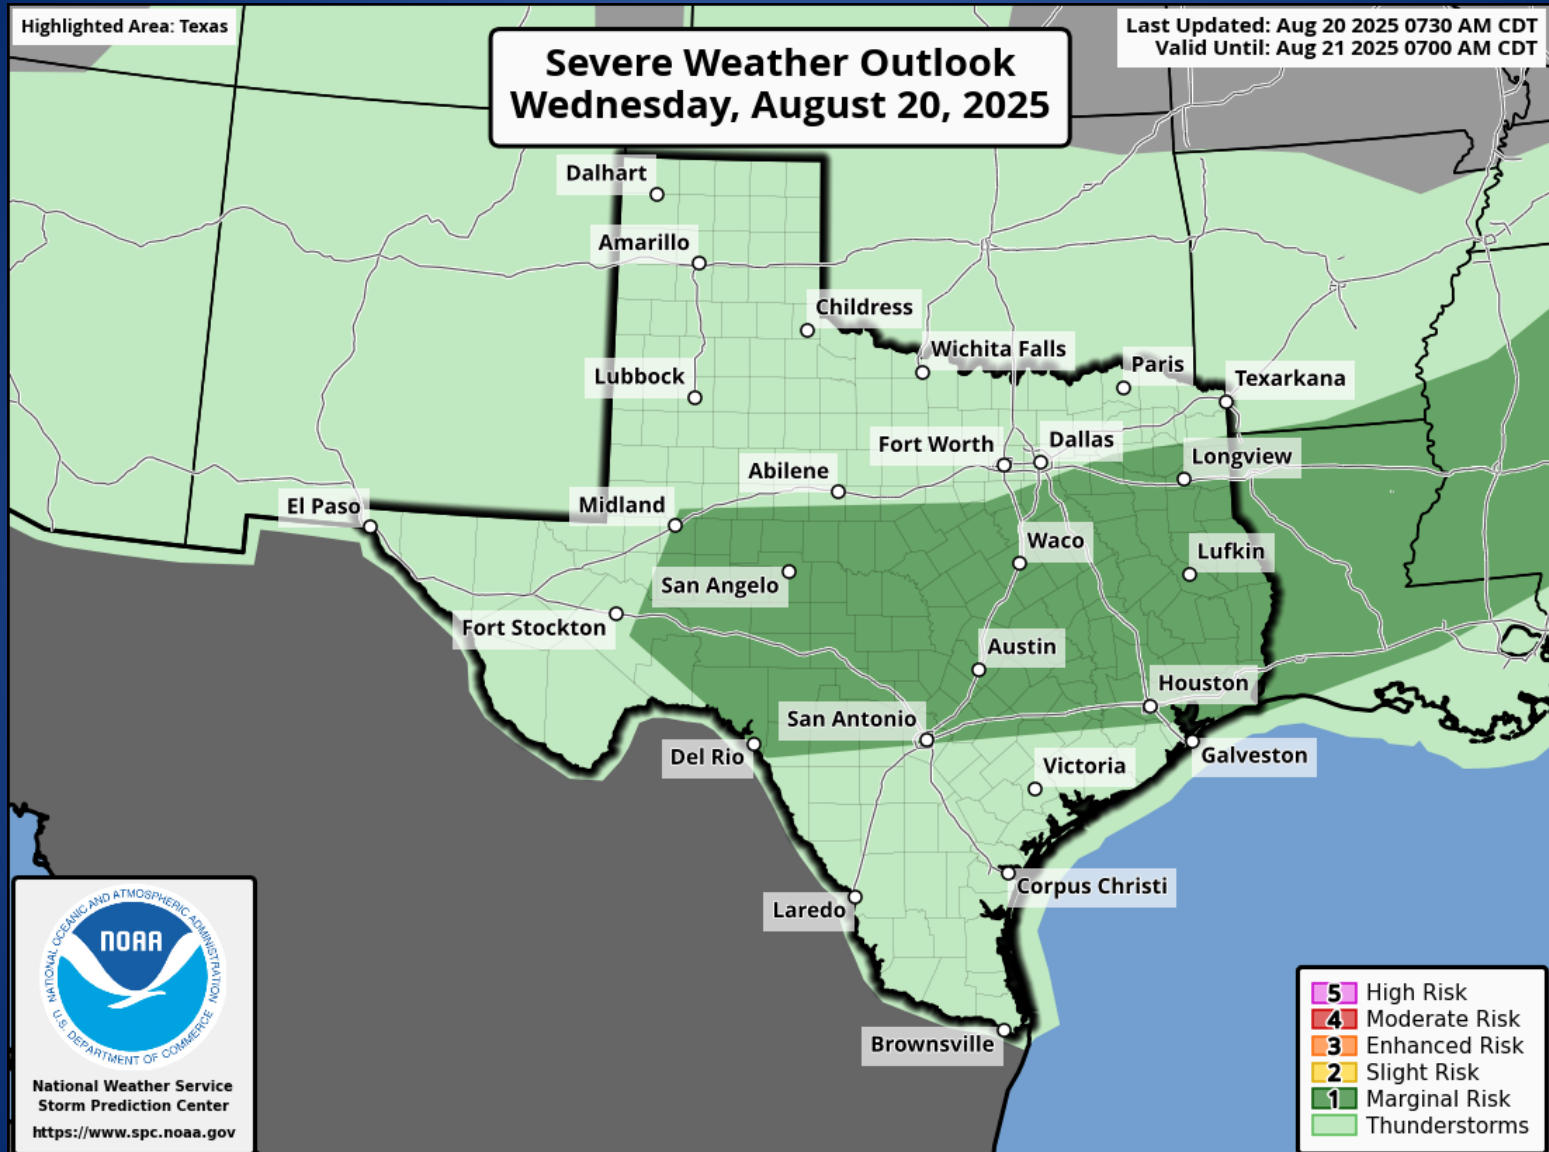 Highlighted Area: Texas
Last Updated: Aug 20 2025 0730 AM CDT
Valid Until: Aug 21 2025 0700 AM CDT
Severe Weather Outlook
Wednesday, August 20, 2025
Dalhart
Amarillo
Childress
Wichita Falls
Paris
Lubbock
Texarkana
Fort Worth
Dallas
Longview
Abilene
Midland
El Paso
Waco
Lufkin
San Angelo
Fort Stockton
Austin
Houston
San Antonio
Del Rio
Galveston
Victoria
Corpus Christi
Laredo
Brownsville
NATIONAL OCEANIC AND ATMOSPHERIC ADMINISTRATION
NOAA
U.S. DEPARTMENT OF COMMERCE
National Weather Service
Storm Prediction Center
https://www.spc.noaa.gov
5 High Risk
4 Moderate Risk
3 Enhanced Risk
2 Slight Risk
1 Marginal Risk
Thunderstorms